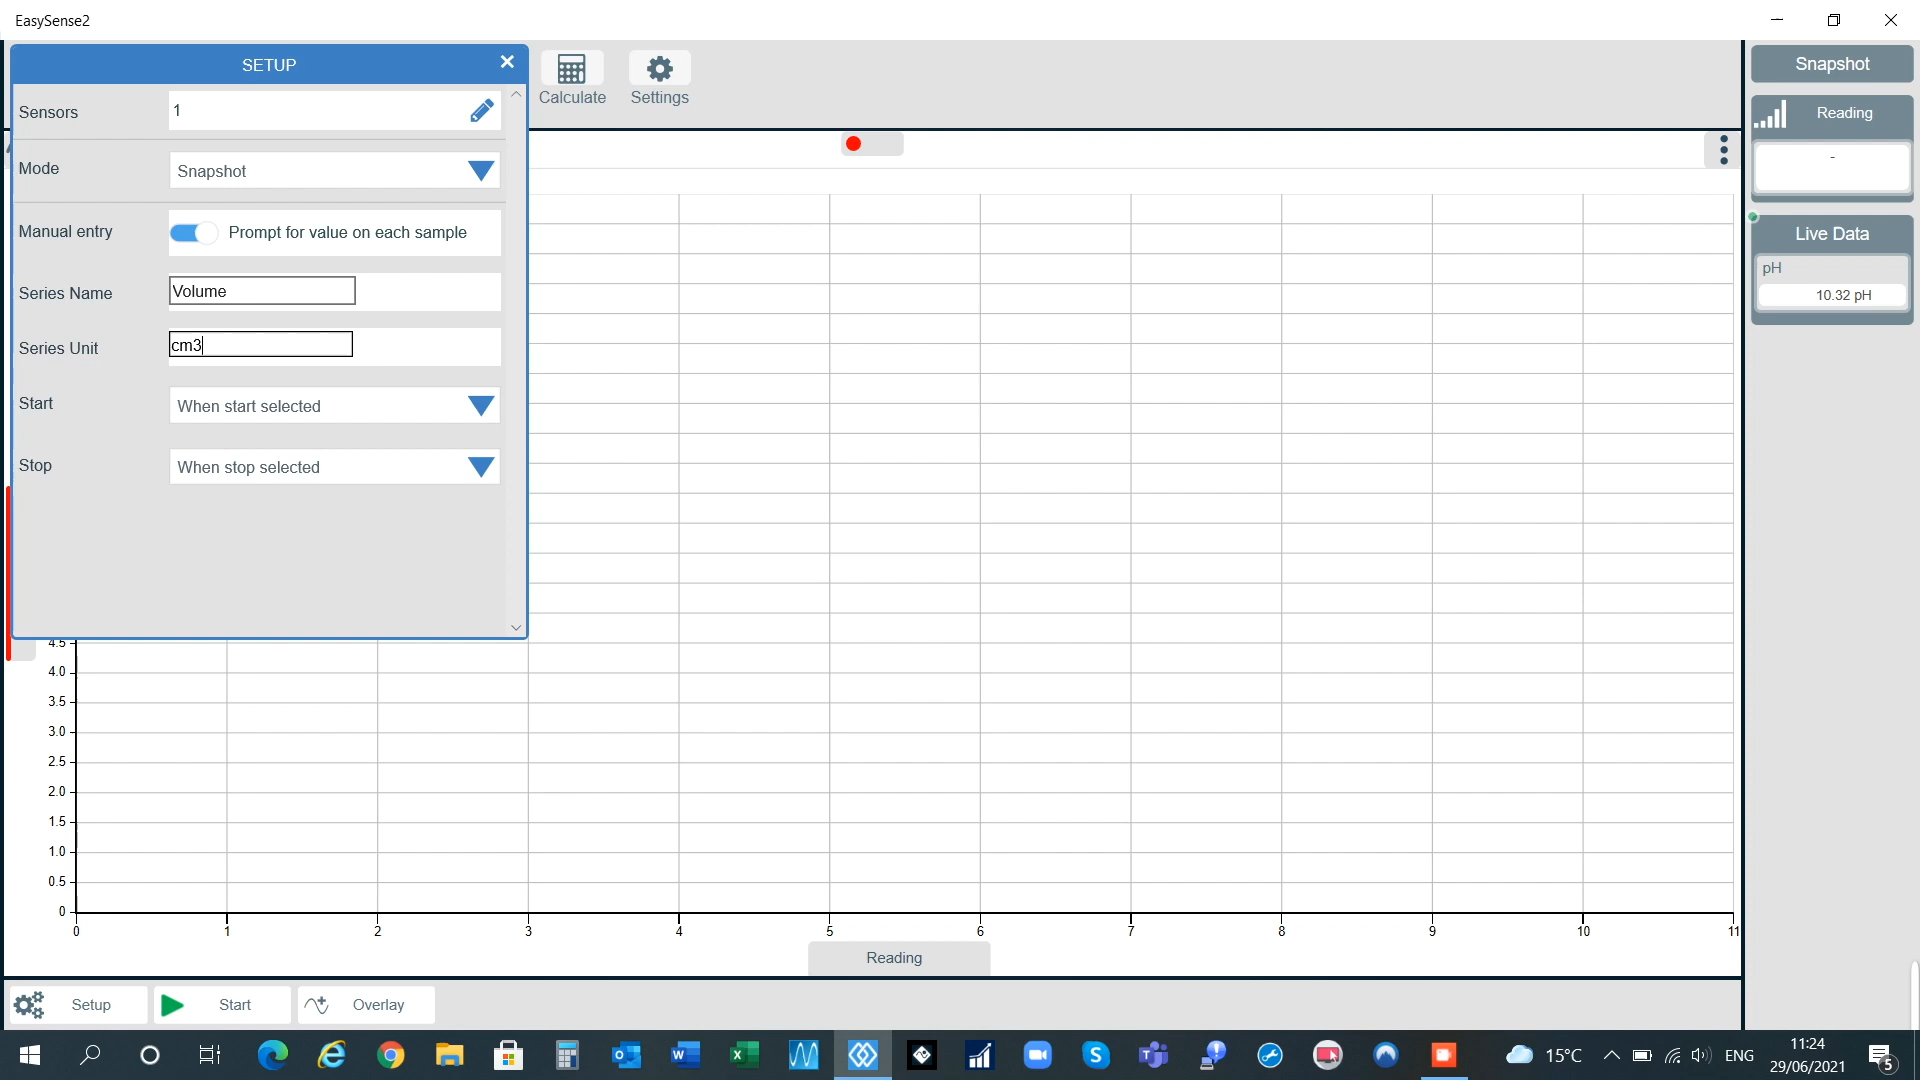 EasySense2
SETUP
Sensors
1
Mode
Snapshot
Manual entry
Prompt for value on each sample
Series Name
Volume
Series Unit
cm3
Start
When start selected
Stop
When stop selected
Calculate
Settings
Snapshot
Reading
-
Live Data
pH
10.32 pH
4.5
4.0
3.5
3.0
2.5
2.0
1.5
1.0
0.5
0
0 1 2 3 4 5 6 7 8 9 10 11
Reading
Setup
Start
Overlay
15°C
ENG
11:24
29/06/2021
5